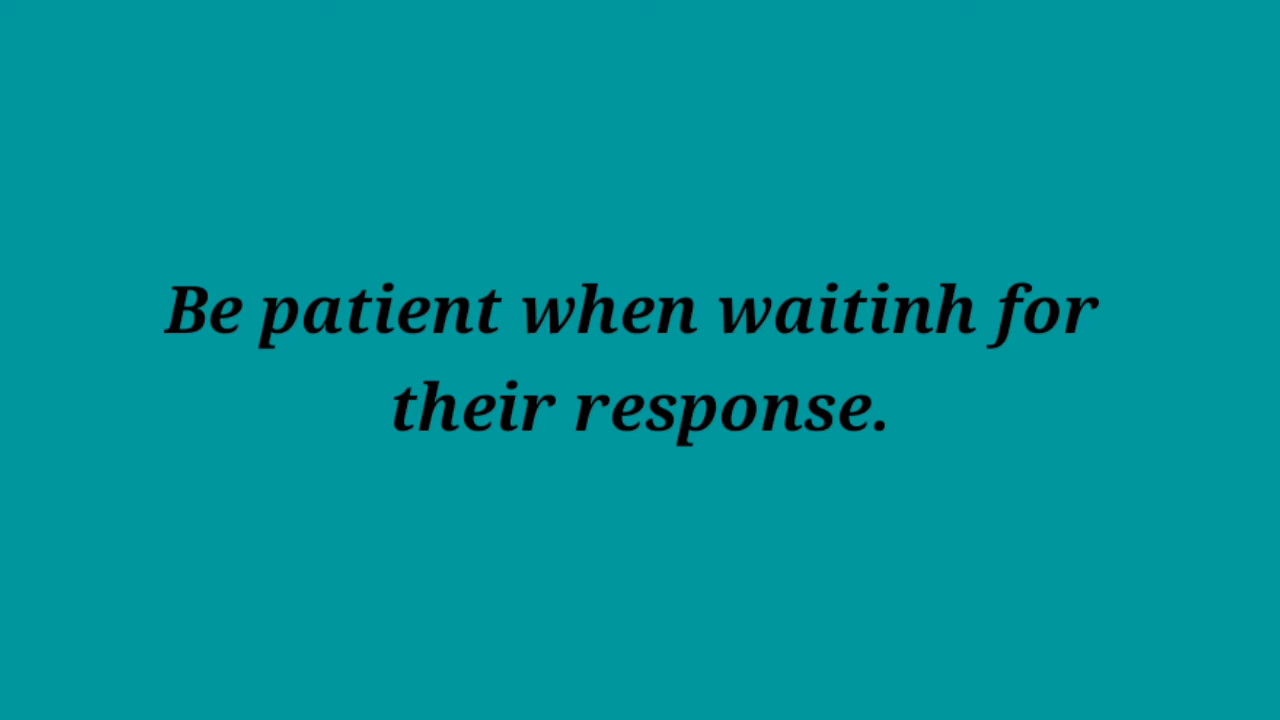 Be patient when waitinh for
their response.